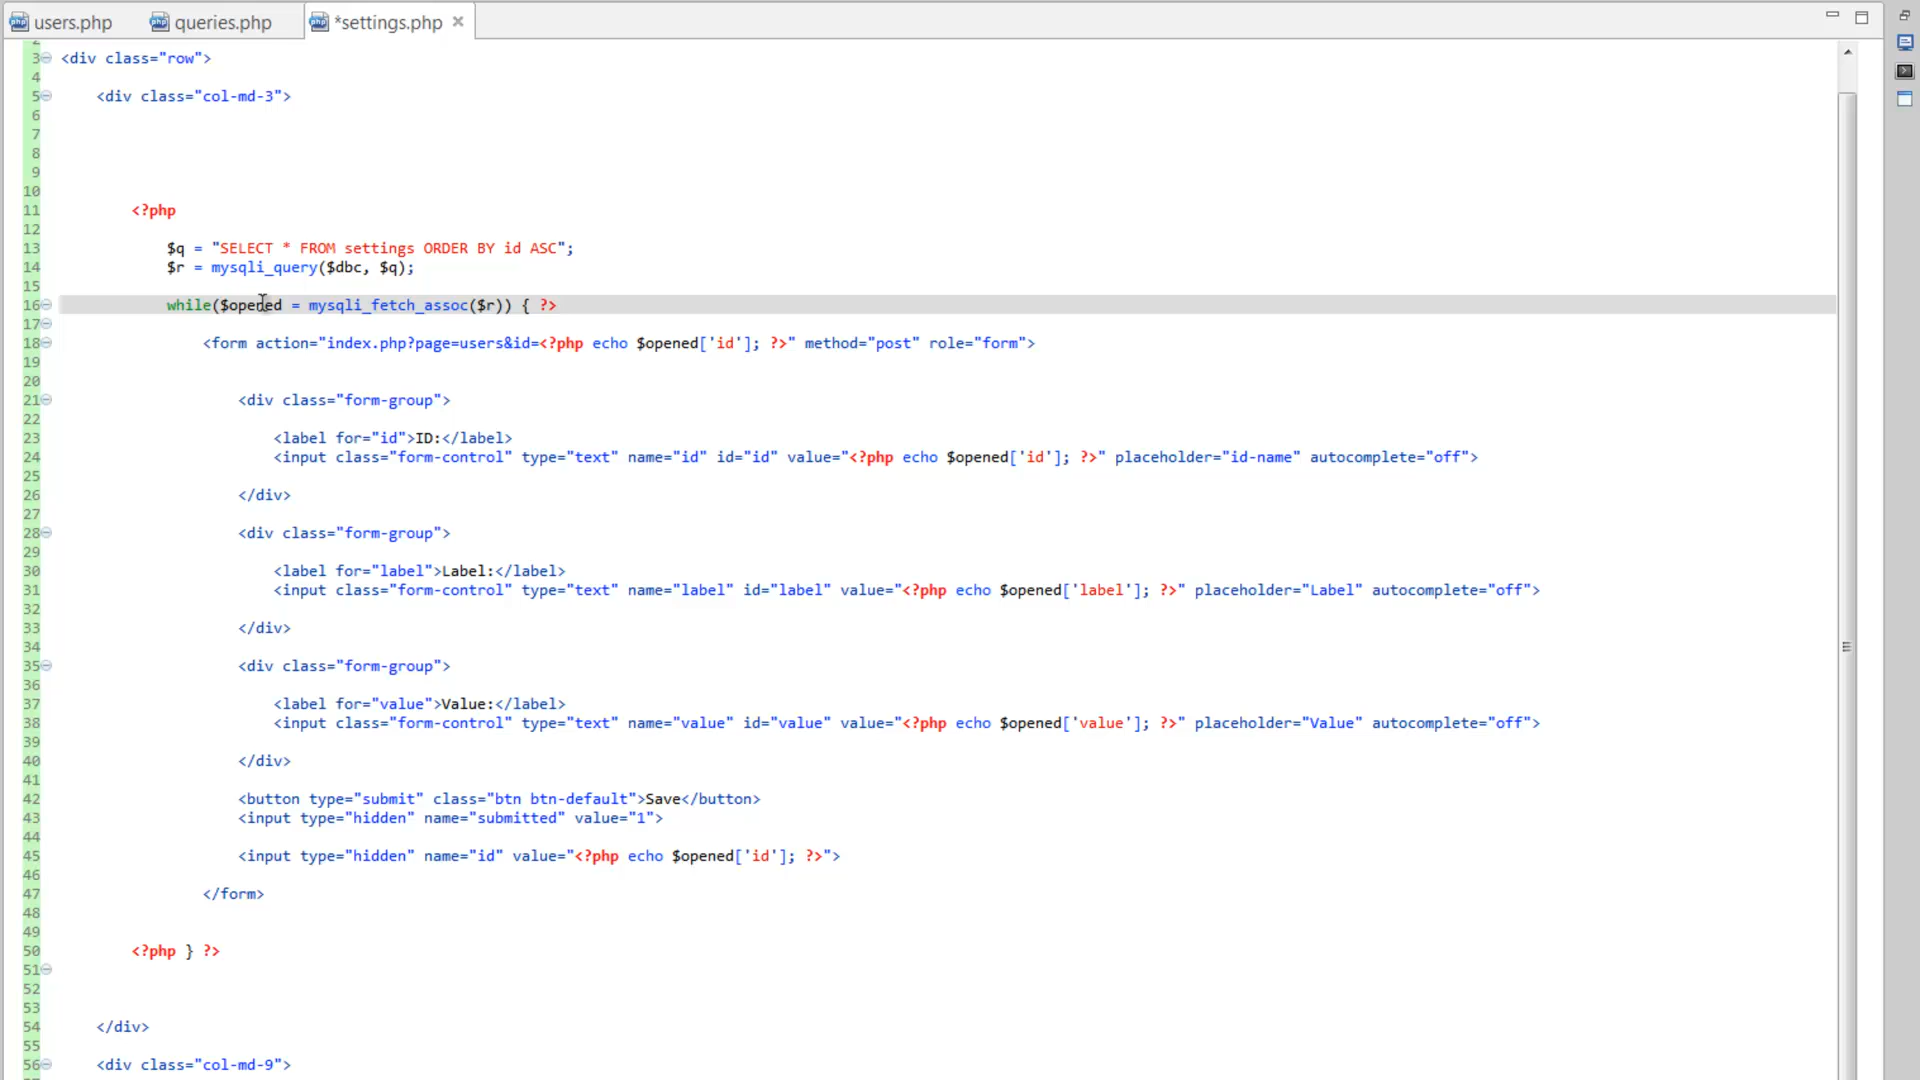 users.php queries.php *settings.php
2
3 <div class="row">
4
5 <div class="col-md-3">
6
7
8
9
10
11 <?php
12
13 $q = "SELECT * FROM settings ORDER BY id ASC";
14 $r = mysqli_query($dbc, $q);
15
16 while($opened = mysqli_fetch_assoc($r)) { ?>
17
18 <form action="index.php?page=users&id=<?php echo $opened['id']; ?>" method="post" role="form">
19
20
21 <div class="form-group">
22
23 <label for="id">ID:</label>
24 <input class="form-control" type="text" name="id" id="id" value="<?php echo $opened['id']; ?>" placeholder="id-name" autocomplete="off">
25
26 </div>
27
28 <div class="form-group">
29
30 <label for="label">Label:</label>
31 <input class="form-control" type="text" name="label" id="label" value="<?php echo $opened['label']; ?>" placeholder="Label" autocomplete="off">
32
33 </div>
34
35 <div class="form-group">
36
37 <label for="value">Value:</label>
38 <input class="form-control" type="text" name="value" id="value" value="<?php echo $opened['value']; ?>" placeholder="Value" autocomplete="off">
39
40 </div>
41
42 <button type="submit" class="btn btn-default">Save</button>
43 <input type="hidden" name="submitted" value="1">
44
45 <input type="hidden" name="id" value="<?php echo $opened['id']; ?>">
46
47 </form>
48
49
50 <?php } ?>
51
52
53
54 </div>
55
56 <div class="col-md-9">